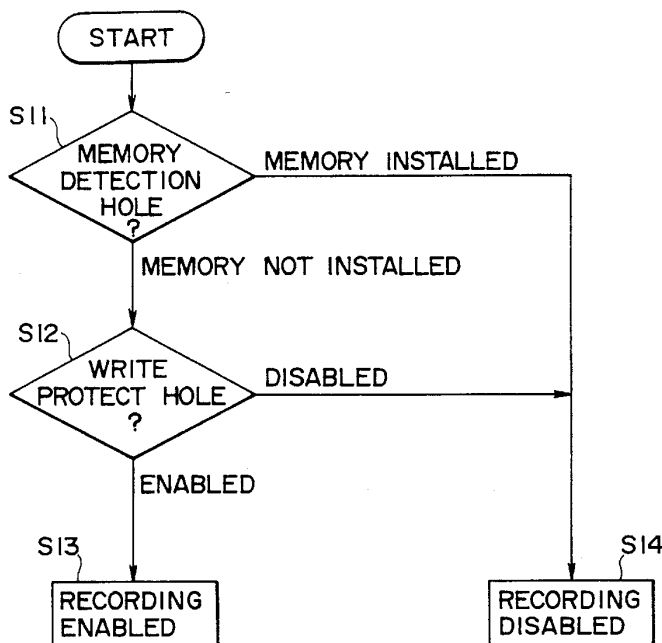 START
S11
MEMORY
DETECTION
HOLE
?
MEMORY INSTALLED
MEMORY NOT INSTALLED
S12
WRITE
PROTECT HOLE
?
DISABLED
ENABLED
S13
RECORDING
ENABLED
S14
RECORDING
DISABLED